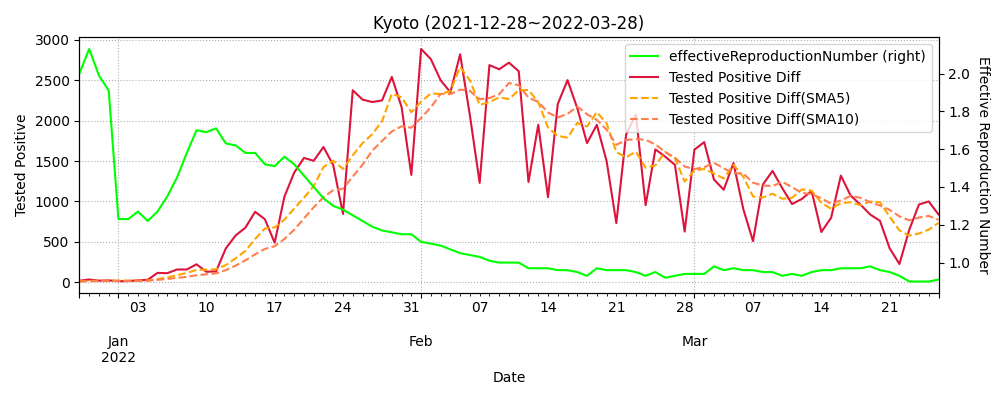 Kyoto (2021-12-28~2022-03-28)
effectiveReproductionNumber (right)
Tested Positive Diff
Tested Positive Diff(SMA5)
Tested Positive Diff(SMA10)
Tested Positive
3000
2500
2000
1500
1000
500
0
Effective Reproduction Number
2.0
1.8
1.6
1.4
1.2
1.0
03 10 17 24 31 07 14 21 28 07 14 21
Jan Feb Mar
2022
Date